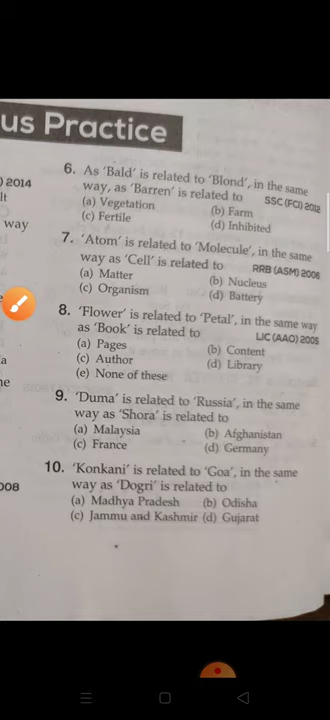 us Practice
) 2014
lt
way
a
ne
008
6. As 'Bald' is related to 'Blond', in the same
way, as 'Barren' is related to SSC (FCI) 2012
(a) Vegetation (b) Farm
(c) Fertile (d) Inhibited
7. 'Atom' is related to 'Molecule', in the same
way as 'Cell' is related to RRB (ASM) 2006
(a) Matter (b) Nucleus
(c) Organism (d) Battery
8. 'Flower' is related to 'Petal', in the same way
as 'Book' is related to LIC (AAO) 2005
(a) Pages (b) Content
(c) Author (d) Library
(e) None of these
9. 'Duma' is related to 'Russia', in the same
way as 'Shora' is related to
(a) Malaysia (b) Afghanistan
(c) France (d) Germany
10. 'Konkani' is related to 'Goa', in the same
way as 'Dogri' is related to
(a) Madhya Pradesh (b) Odisha
(c) Jammu and Kashmir (d) Gujarat